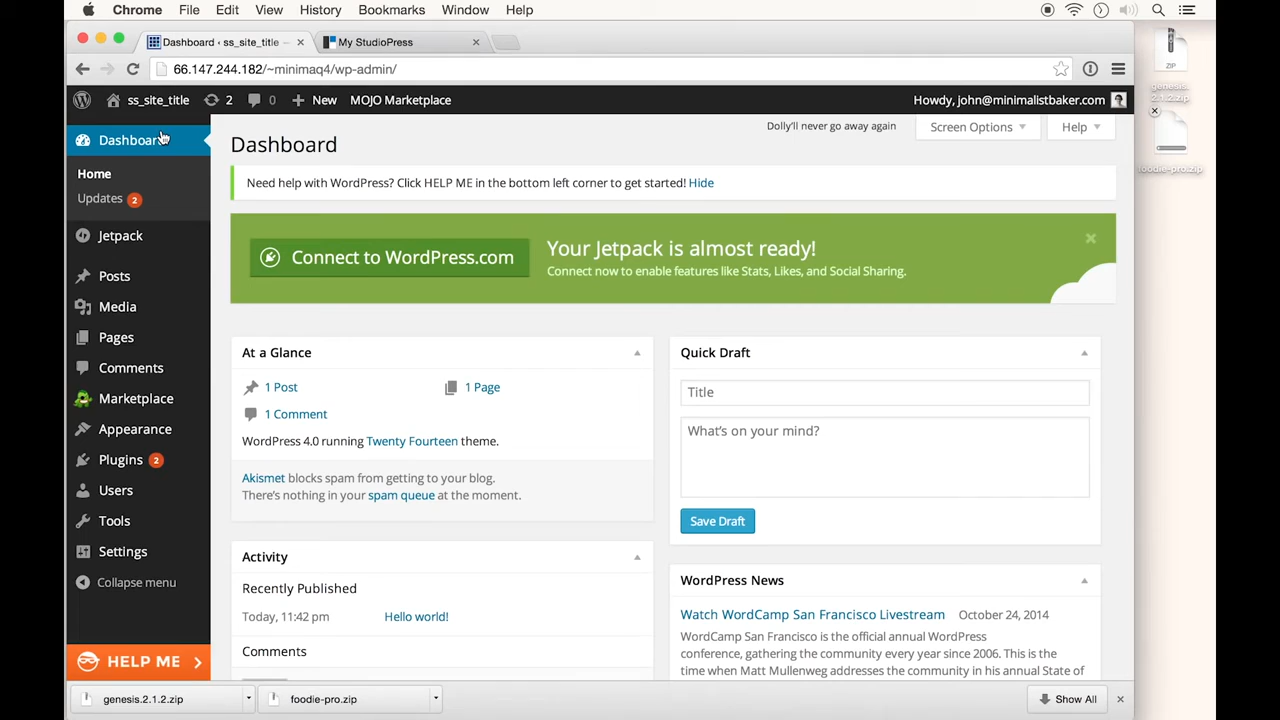 Chrome File Edit View History Bookmarks Window Help
Dashboard ‹ ss_site_title
My StudioPress
66.147.244.182/~minimaq4/wp-admin/
ss_site_title 2 0 New MOJO Marketplace
Howdy, john@minimalistbaker.com
ZIP
genesis.2.1.2.zip
foodie-pro.zip
Dashboard
Home
Updates 2
Jetpack
Posts
Media
Pages
Comments
Marketplace
Appearance
Plugins 2
Users
Tools
Settings
Collapse menu
HELP ME
Dolly'll never go away again
Screen Options
Help
Dashboard
Need help with WordPress? Click HELP ME in the bottom left corner to get started! Hide
Connect to WordPress.com
Your Jetpack is almost ready!
Connect now to enable features like Stats, Likes, and Social Sharing.
At a Glance
1 Post
1 Page
1 Comment
WordPress 4.0 running Twenty Fourteen theme.
Akismet blocks spam from getting to your blog.
There's nothing in your spam queue at the moment.
Activity
Recently Published
Today, 11:42 pm Hello world!
Comments
Quick Draft
Title
What's on your mind?
Save Draft
WordPress News
Watch WordCamp San Francisco Livestream October 24, 2014
WordCamp San Francisco is the official annual WordPress
conference, gathering the community every year since 2006. This is the
time when Matt Mullenweg addresses the community in his annual State of
genesis.2.1.2.zip
foodie-pro.zip
Show All